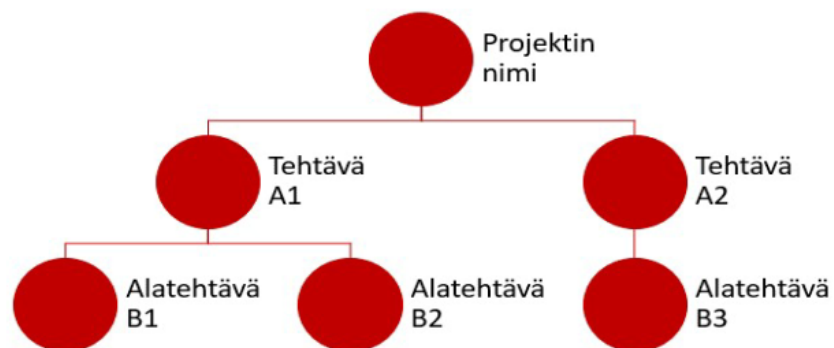 Projektin
nimi
Tehtävä
A1
Tehtävä
A2
Alatehtävä
B1
Alatehtävä
B2
Alatehtävä
B3